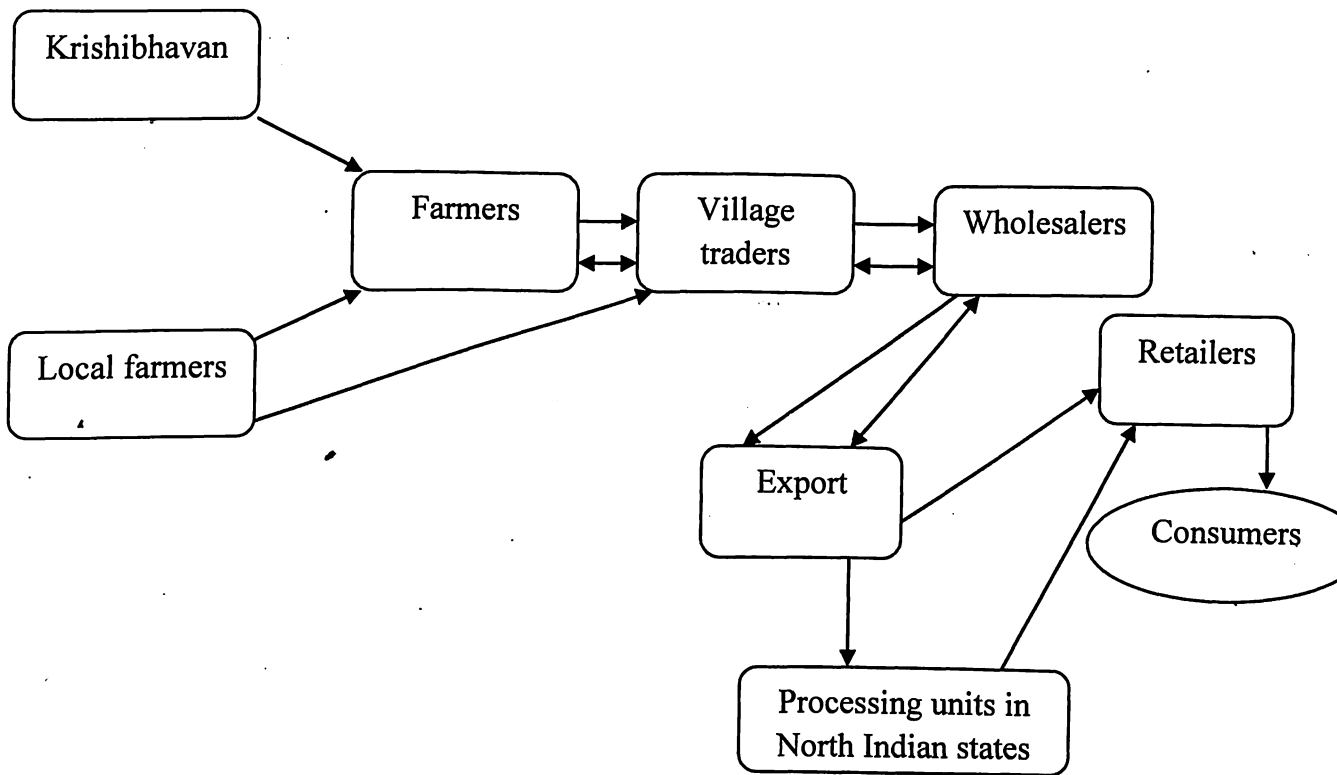 Krishibhavan
Farmers
Village
traders
Wholesalers
Local farmers
Retailers
Export
Consumers
Processing units in
North Indian states